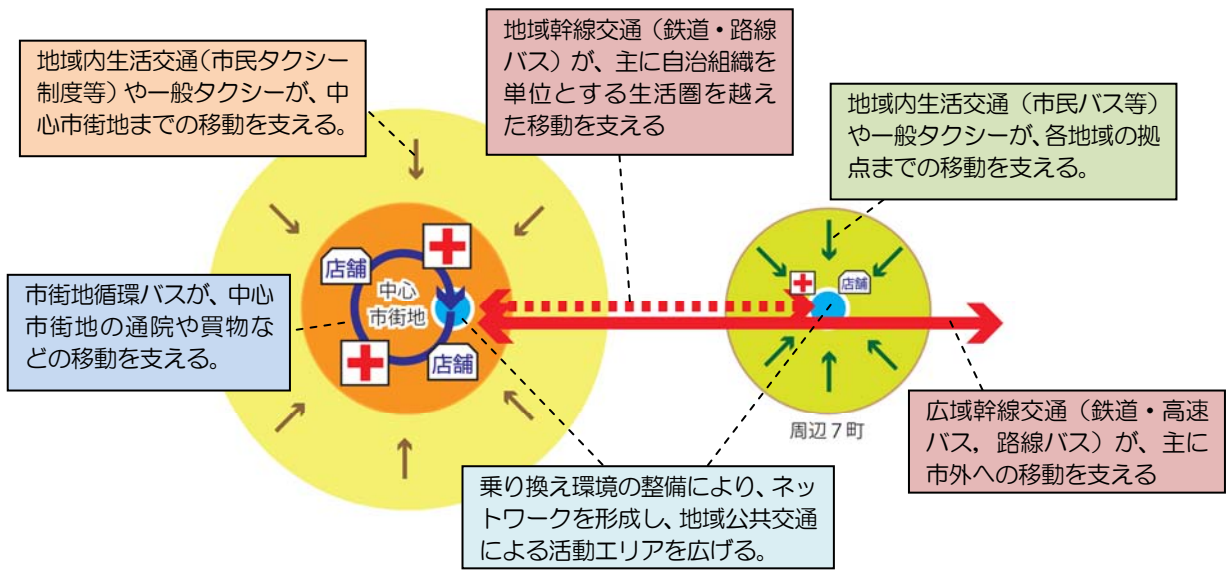 地域内生活交通(市民タクシー
制度等)や一般タクシーが、中
心市街地までの移動を支える。
地域幹線交通(鉄道・路線
バス)が、主に自治組織を
単位とする生活圏を越え
た移動を支える
地域内生活交通(市民バス等)
や一般タクシーが、各地域の拠
点までの移動を支える。
市街地循環バスが、中心
市街地の通院や買物な
どの移動を支える。
店舗
中心
市街地
店舗
店舗
周辺7町
広域幹線交通(鉄道・高速
バス,路線バス)が、主に
市外への移動を支える
乗り換え環境の整備により、ネッ
トワークを形成し、地域公共交通
による活動エリアを広げる。